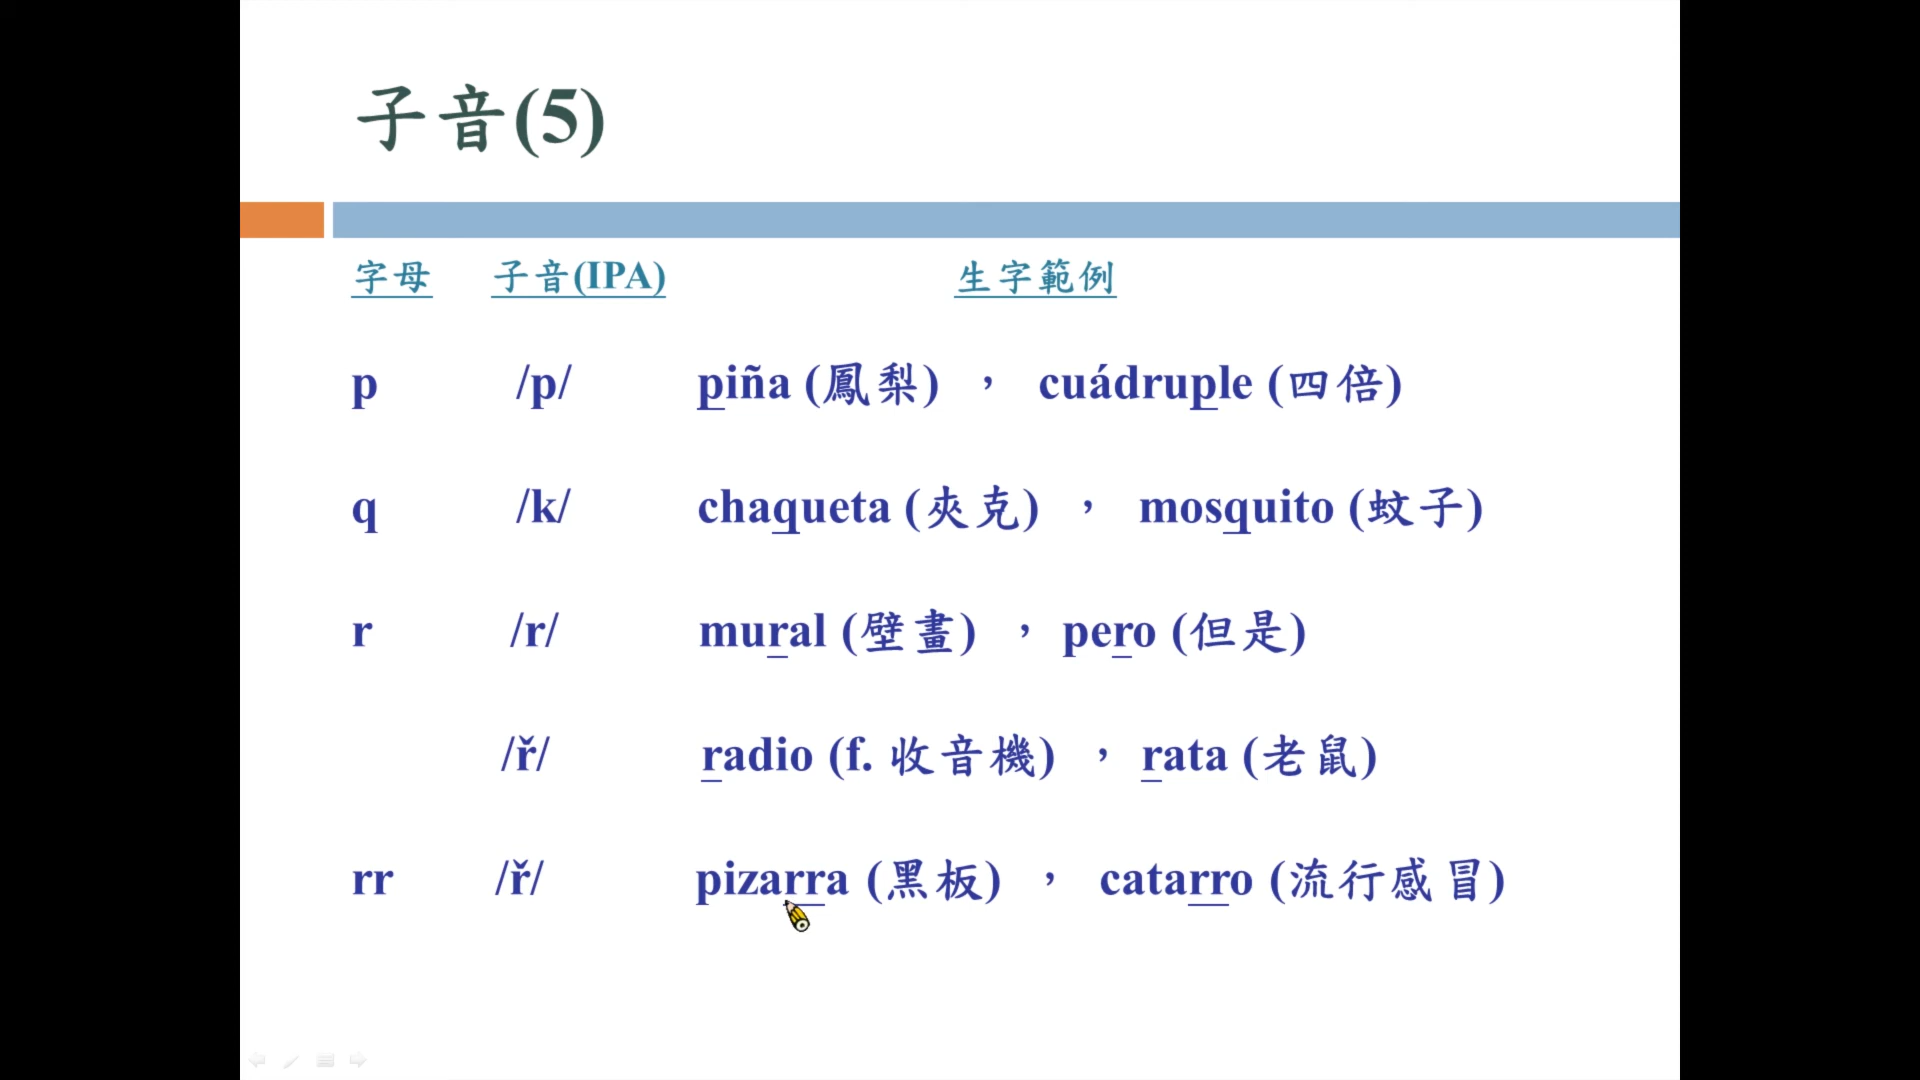 子音(5)
字母 子音(IPA) 生字範例
p /p/ piña (鳳梨) , cuádruple (四倍)
q /k/ chaqueta (夾克) , mosquito (蚊子)
r /r/ mural (壁畫) , pero (但是)
/ř/ radio (f. 收音機) , rata (老鼠)
rr /ř/ pizarra (黑板) , catarro (流行感冒)